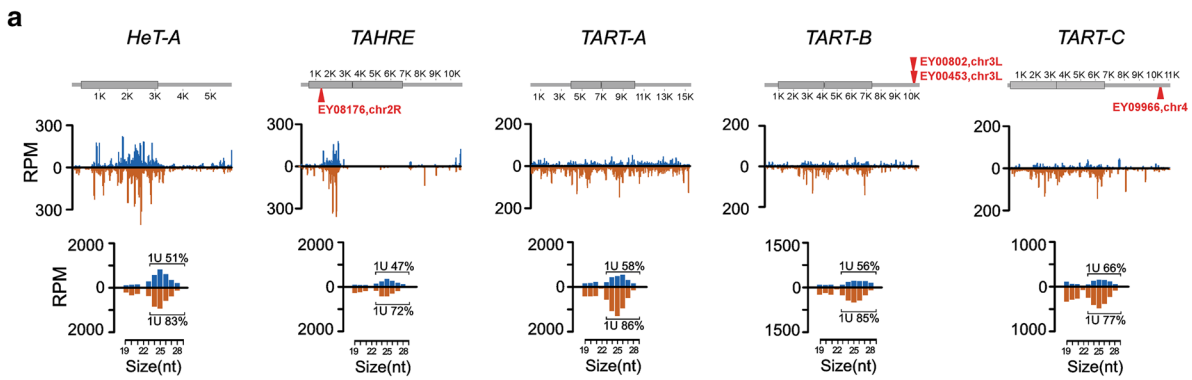 a
HeT-A TAHRE TART-A TART-B TART-C
EY00802,chr3L
EY00453,chr3L
1K 2K 3K 4K 5K
1K 2K 3K 4K 5K 6K 7K 8K 9K 10K
EY08176,chr2R
1K 3K 5K 7K 9K 11K 13K 15K
1K 2K 3K 4K 5K 6K 7K 8K 9K 10K
1K 2K 3K 4K 5K 6K 7K 8K 9K 10K 11K
EY09966,chr4
RPM
300 0 300
300 0 300
200 0 200
200 0 200
200 0 200
RPM
2000 0 2000
1U 51%
1U 83%
19 22 25 28
Size(nt)
2000 0 2000
1U 47%
1U 72%
19 22 25 28
Size(nt)
2000 0 2000
1U 58%
1U 86%
19 22 25 28
Size(nt)
1500 0 1500
1U 56%
1U 85%
19 22 25 28
Size(nt)
1000 0 1000
1U 66%
1U 77%
19 22 25 28
Size(nt)